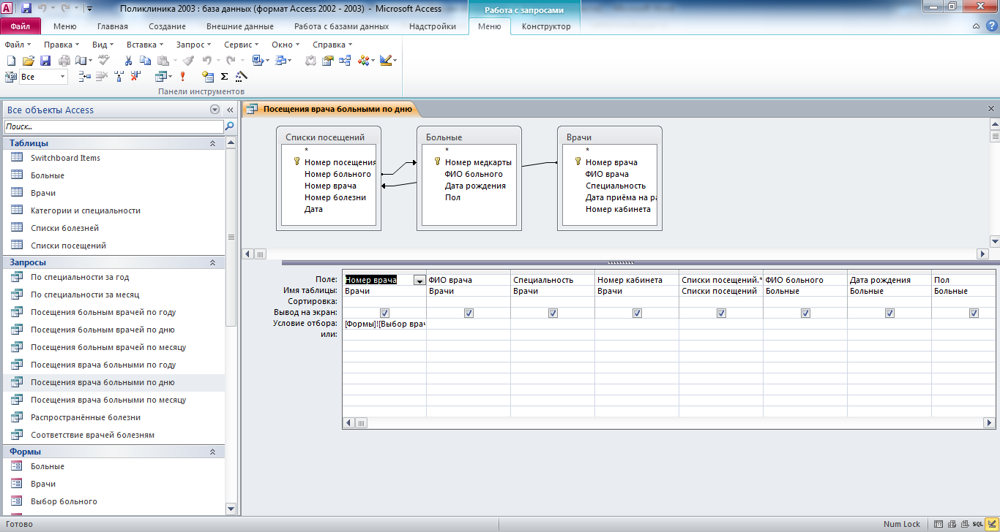 Поликлиника 2003 : база данных (формат Access 2002 - 2003) - Microsoft Access
Работа с запросами
Файл Меню Главная Создание Внешние данные Работа с базами данных Надстройки Меню Конструктор
Файл Правка Вид Вставка Запрос Сервис Окно Справка
Все
Панели инструментов
Все объекты Access
Поиск...
Таблицы
Switchboard Items
Больные
Врачи
Категории и специальности
Списки болезней
Списки посещений
Запросы
По специальности за год
По специальности за месяц
Посещения больным врачей по году
Посещения больным врачей по дню
Посещения больным врачей по месяцу
Посещения врача больными по году
Посещения врача больными по дню
Посещения врача больными по месяцу
Распространённые болезни
Соответствие врачей болезням
Формы
Больные
Врачи
Выбор больного
Посещения врача больными по дню
Списки посещений
*
Номер посещения
Номер больного
Номер врача
Номер болезни
Дата
Больные
*
Номер медкарты
ФИО больного
Дата рождения
Пол
Врачи
*
Номер врача
ФИО врача
Специальность
Дата приёма на ра
Номер кабинета
Поле: Номер врача ФИО врача Специальность Номер кабинета Списки посещений.* ФИО больного Дата рождения Пол
Имя таблицы: Врачи Врачи Врачи Врачи Списки посещений Больные Больные Больные
Сортировка:
Вывод на экран:
Условие отбора: [Формы]![Выбор врач
или:
Готово
Num Lock
SQL